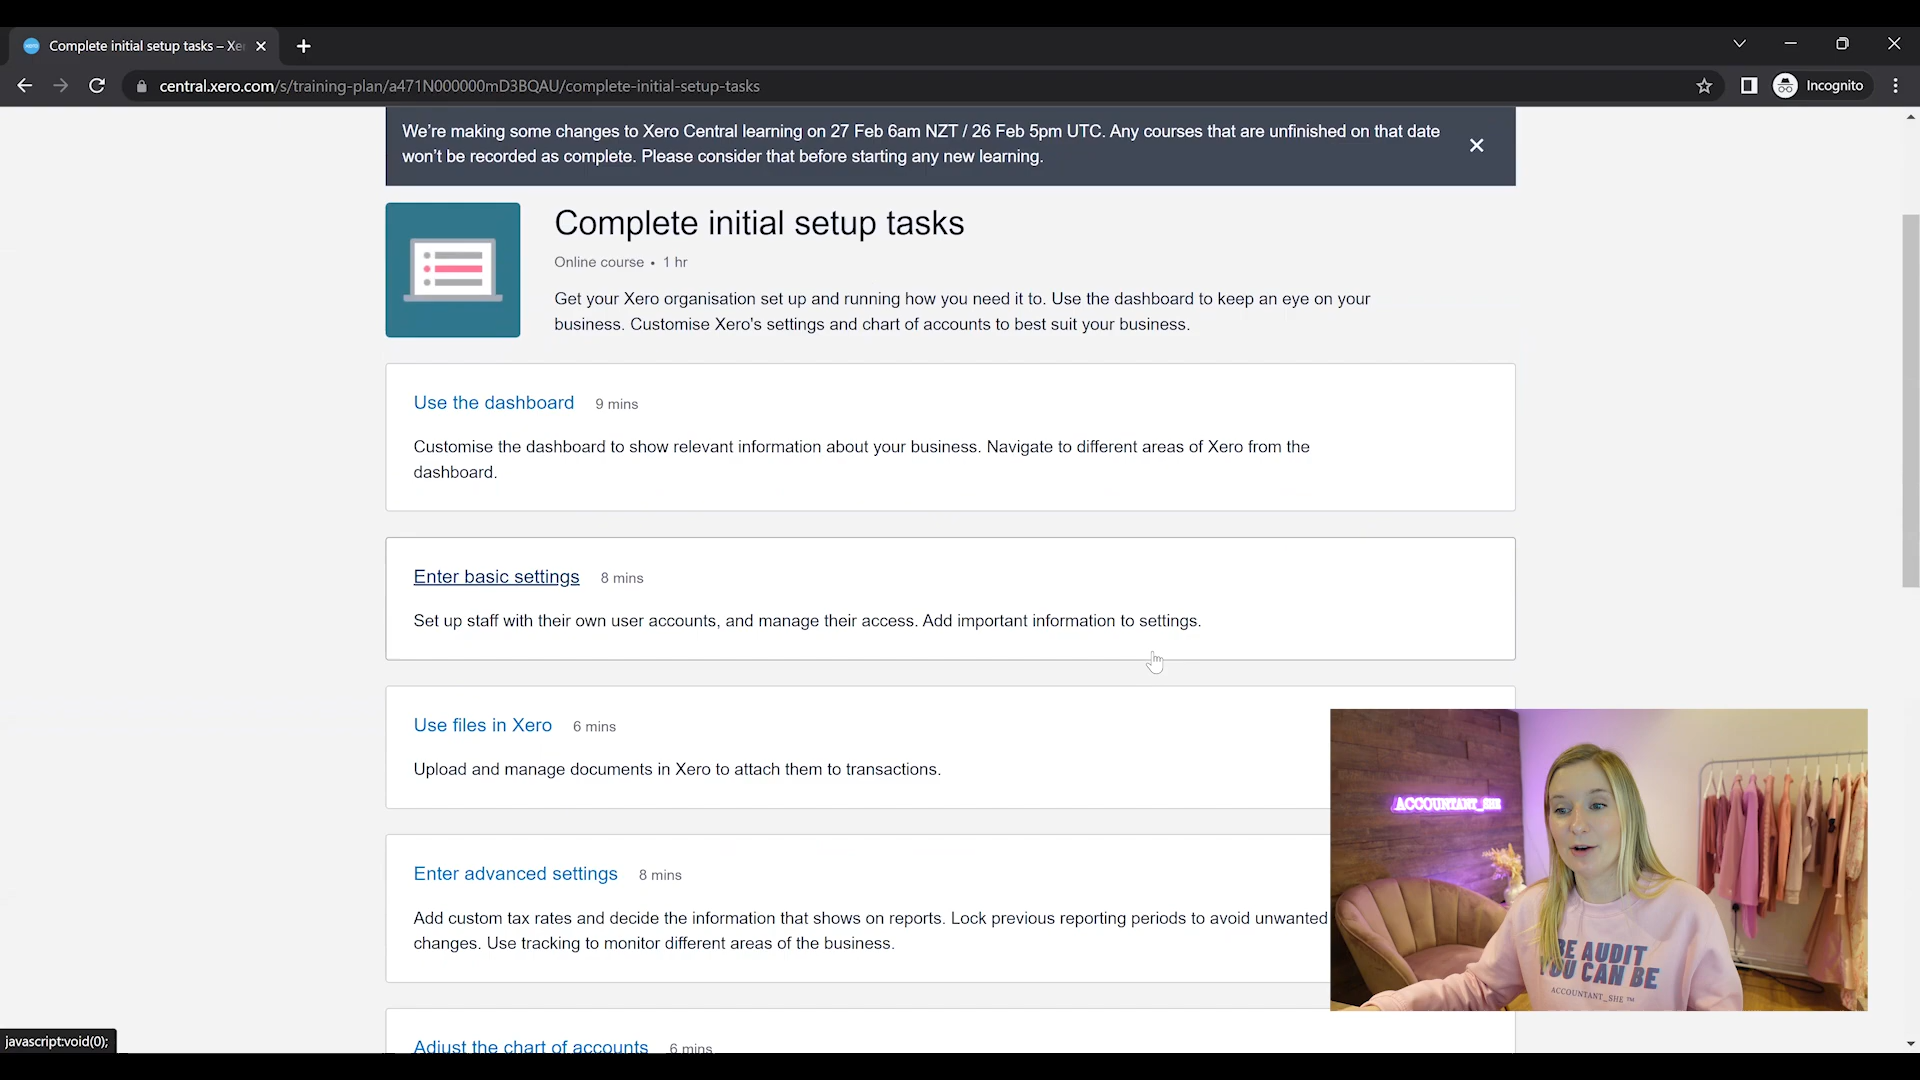 Complete initial setup tasks – Xe
central.xero.com/s/training-plan/a471N000000mD3BQAU/complete-initial-setup-tasks
Incognito
We're making some changes to Xero Central learning on 27 Feb 6am NZT / 26 Feb 5pm UTC. Any courses that are unfinished on that date
won't be recorded as complete. Please consider that before starting any new learning.
Complete initial setup tasks
Online course • 1 hr
Get your Xero organisation set up and running how you need it to. Use the dashboard to keep an eye on your
business. Customise Xero's settings and chart of accounts to best suit your business.
Use the dashboard 9 mins
Customise the dashboard to show relevant information about your business. Navigate to different areas of Xero from the
dashboard.
Enter basic settings 8 mins
Set up staff with their own user accounts, and manage their access. Add important information to settings.
Use files in Xero 6 mins
Upload and manage documents in Xero to attach them to transactions.
ACCOUNTANT_SHE
Enter advanced settings 8 mins
Add custom tax rates and decide the information that shows on reports. Lock previous reporting periods to avoid unwanted
changes. Use tracking to monitor different areas of the business.
BE AUDIT
YOU CAN BE
ACCOUNTANT_SHE ™
javascript:void(0);
Adjust the chart of accounts 6 mins